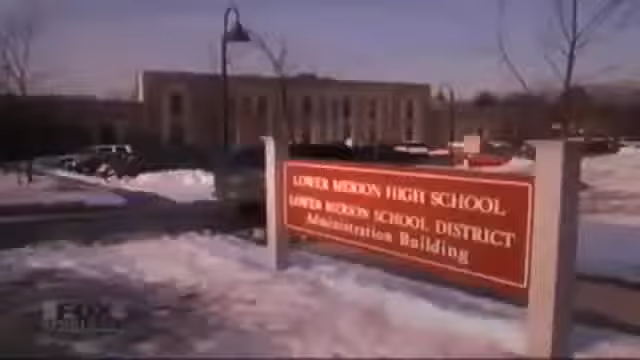 LOWER MERION HIGH SCHOOL
LOWER MERION SCHOOL DISTRICT
Administration Building
FOX